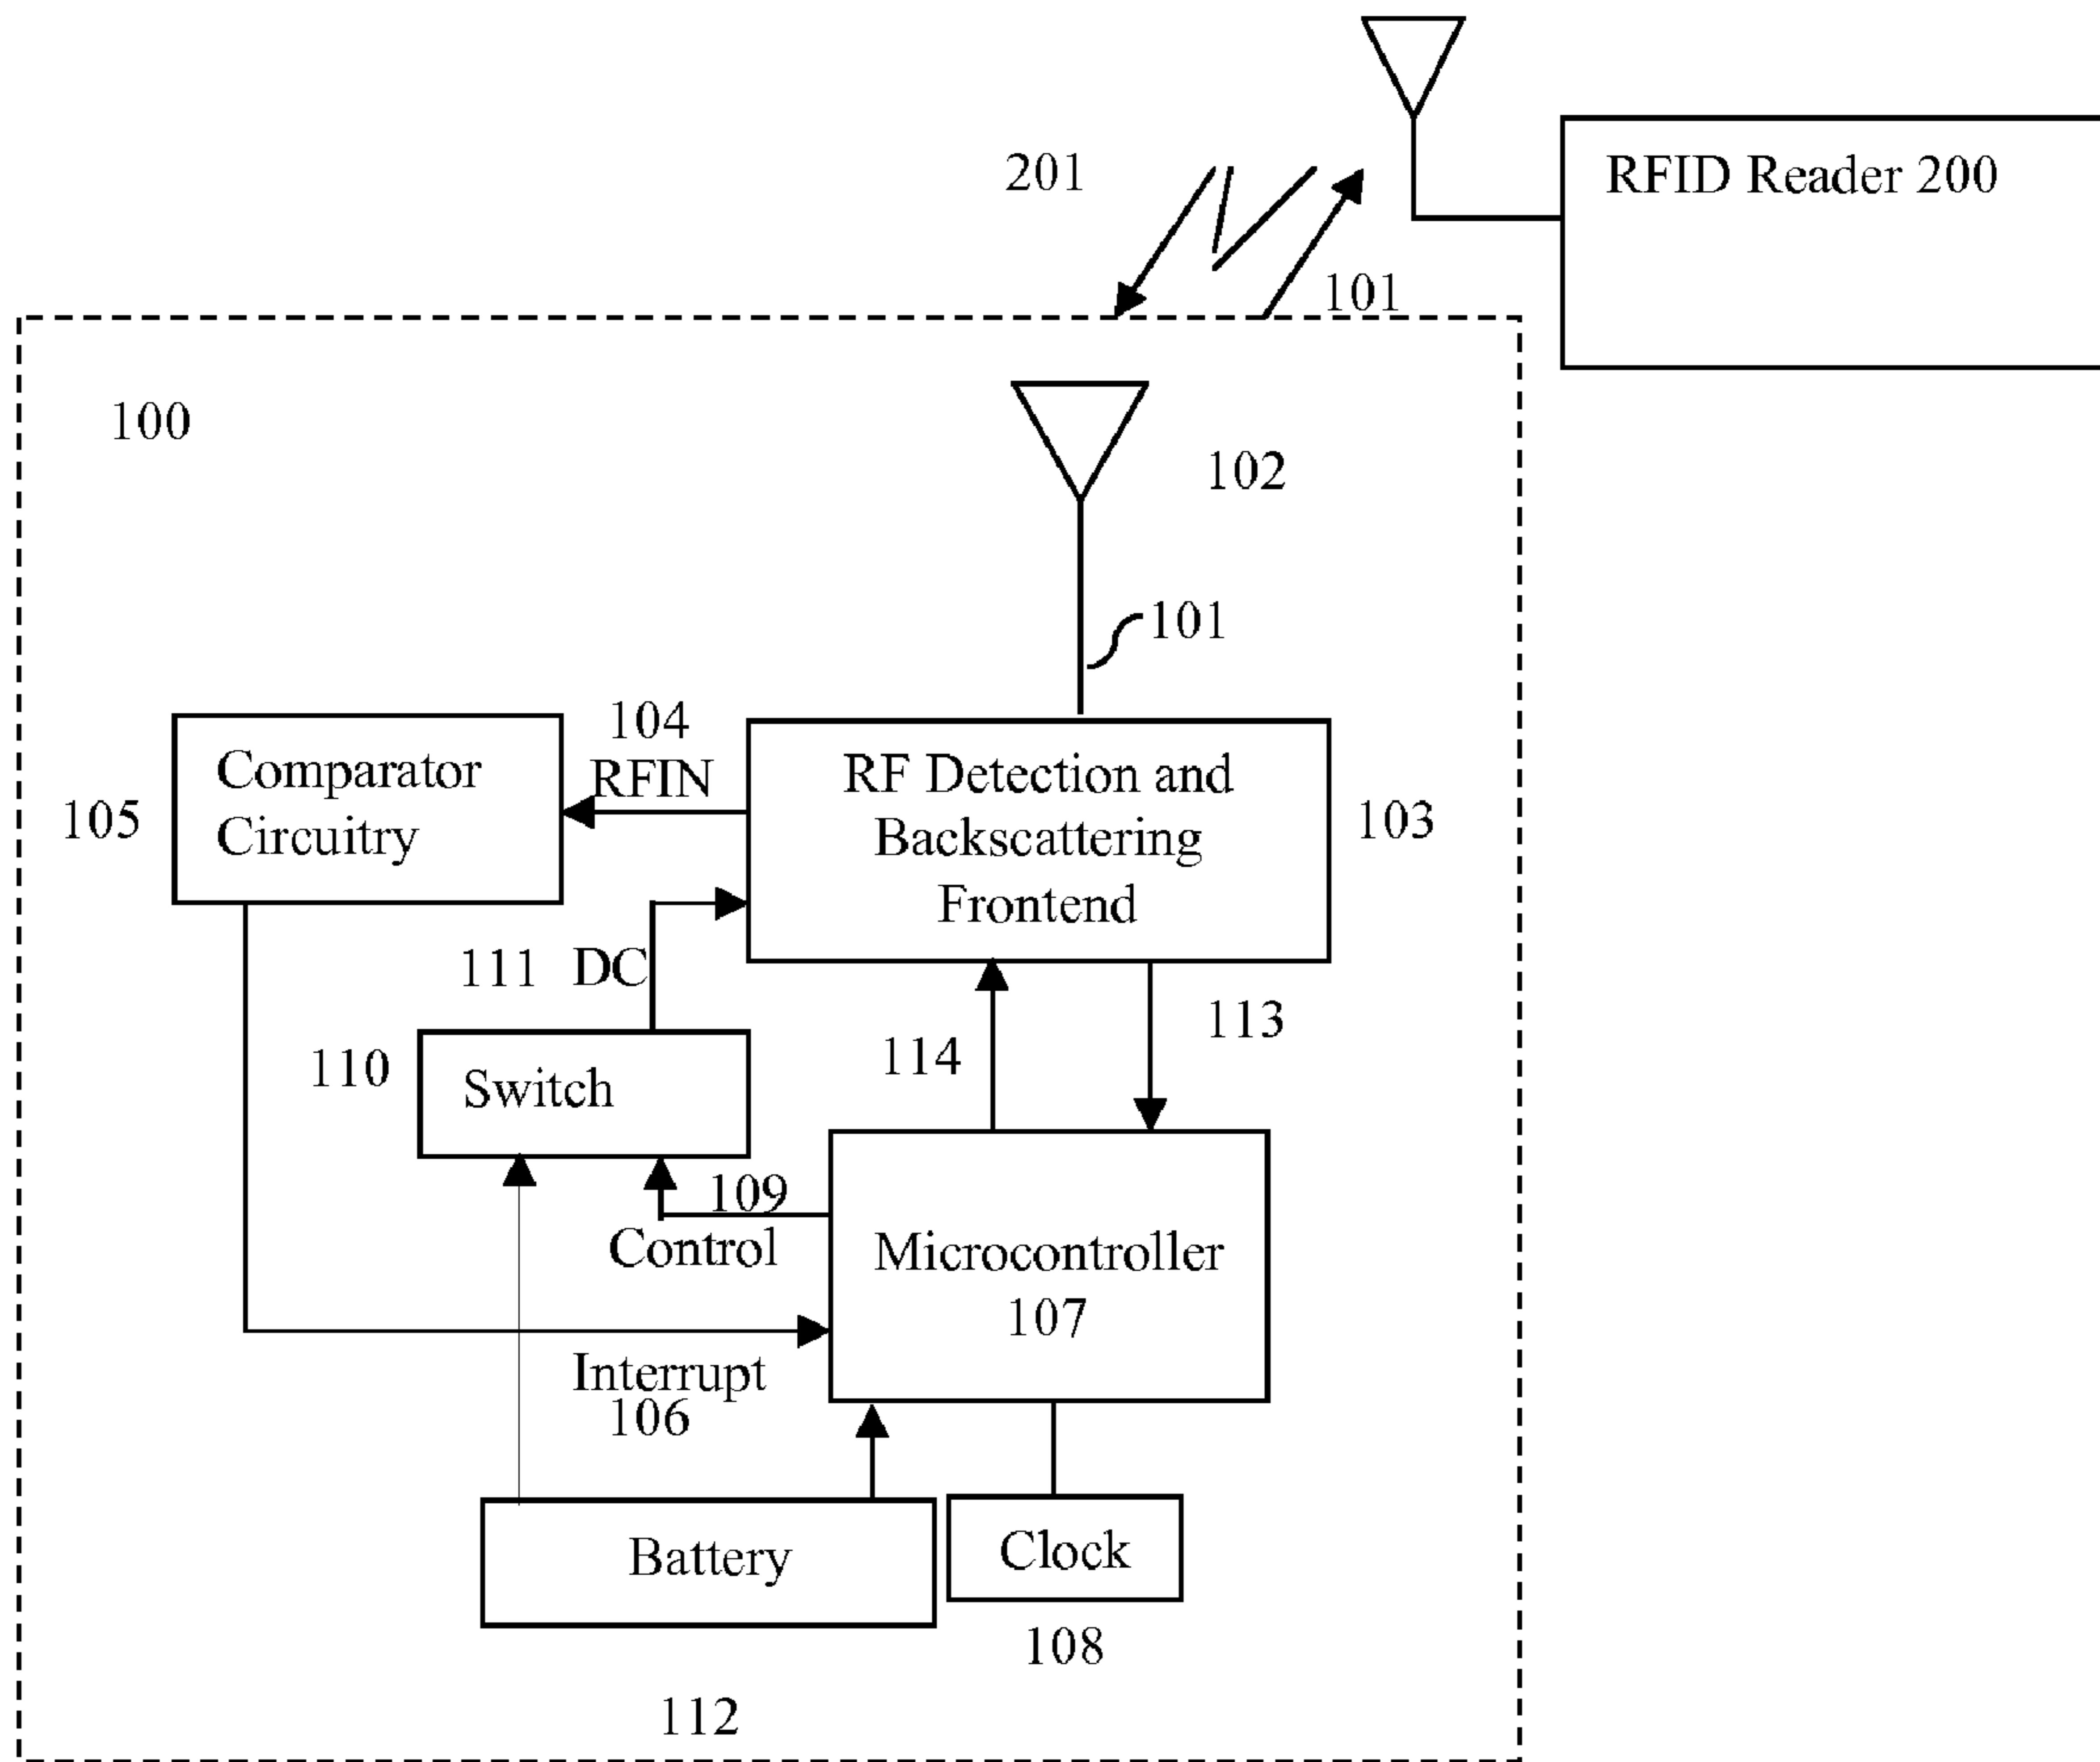 201
RFID Reader 200
101
100
102
101
104
RFIN
105
Comparator
Circuitry
RF Detection and
Backscattering
Frontend
103
111 DC
113
114
110
Switch
109
Control
Microcontroller
107
Interrupt
106
Battery
Clock
108
112